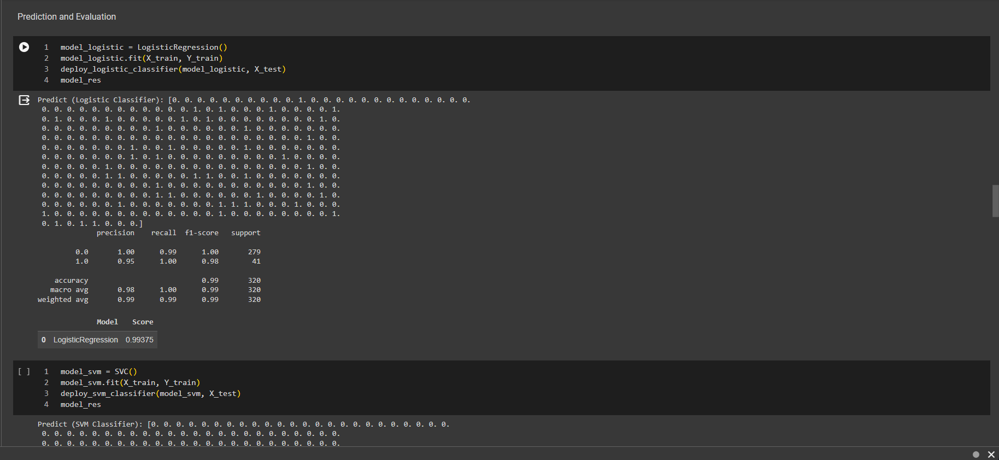 Prediction and Evaluation
1 model_logistic = LogisticRegression()
2 model_logistic.fit(X_train, Y_train)
3 deploy_logistic_classifier(model_logistic, X_test)
4 model_res
Predict (Logistic Classifier): [0. 0. 0. 0. 0. 0. 0. 0. 0. 0. 1. 0. 0. 0. 0. 0. 0. 0. 0. 0. 0. 0. 0. 0.
0. 0. 0. 0. 0. 0. 0. 0. 0. 0. 0. 0. 1. 0. 1. 0. 0. 0. 1. 0. 0. 0. 0. 1.
0. 1. 0. 0. 0. 1. 0. 0. 0. 0. 0. 1. 0. 1. 0. 0. 0. 0. 0. 0. 0. 0. 1. 0.
0. 0. 0. 0. 0. 0. 0. 0. 0. 1. 0. 0. 0. 0. 0. 0. 1. 0. 0. 0. 0. 0. 0. 0.
0. 0. 0. 0. 0. 0. 0. 0. 0. 0. 0. 0. 0. 0. 0. 0. 0. 0. 0. 0. 0. 1. 0. 0.
0. 0. 0. 0. 0. 0. 0. 1. 0. 0. 1. 0. 0. 0. 0. 0. 1. 0. 0. 0. 0. 0. 0. 0.
0. 0. 0. 0. 0. 0. 0. 1. 0. 1. 0. 0. 0. 0. 0. 0. 0. 0. 0. 1. 0. 0. 0. 0.
0. 0. 0. 0. 0. 1. 0. 0. 0. 0. 0. 0. 0. 0. 0. 0. 0. 0. 0. 0. 0. 1. 0. 0.
0. 0. 0. 0. 0. 1. 1. 0. 0. 0. 0. 0. 1. 1. 0. 0. 1. 0. 0. 0. 0. 0. 0. 0.
0. 0. 0. 0. 0. 0. 0. 0. 0. 1. 0. 0. 0. 0. 0. 0. 0. 0. 0. 0. 0. 1. 0. 0.
0. 0. 0. 0. 0. 0. 0. 0. 0. 1. 1. 0. 0. 0. 0. 0. 0. 1. 0. 0. 0. 0. 1. 0.
0. 0. 0. 0. 0. 0. 1. 0. 0. 0. 0. 0. 0. 0. 1. 1. 1. 0. 0. 0. 1. 0. 0. 0.
1. 0. 0. 0. 0. 0. 0. 0. 0. 0. 0. 0. 0. 0. 1. 0. 0. 0. 0. 0. 0. 0. 0. 1.
0. 1. 0. 1. 1. 0. 0. 0.]
precision recall f1-score support
0.0 1.00 0.99 1.00 279
1.0 0.95 1.00 0.98 41
accuracy 0.99 320
macro avg 0.98 1.00 0.99 320
weighted avg 0.99 0.99 0.99 320
Model Score
0 LogisticRegression 0.99375
[ ] 1 model_svm = SVC()
2 model_svm.fit(X_train, Y_train)
3 deploy_svm_classifier(model_svm, X_test)
4 model_res
Predict (SVM Classifier): [0. 0. 0. 0. 0. 0. 0. 0. 0. 0. 0. 0. 0. 0. 0. 0. 0. 0. 0. 0. 0. 0. 0. 0.
0. 0. 0. 0. 0. 0. 0. 0. 0. 0. 0. 0. 0. 0. 0. 0. 0. 0. 0. 0. 0. 0. 0. 0.
0. 0. 0. 0. 0. 0. 0. 0. 0. 0. 0. 0. 0. 0. 0. 0. 0. 0. 0. 0. 0. 0. 0. 0.